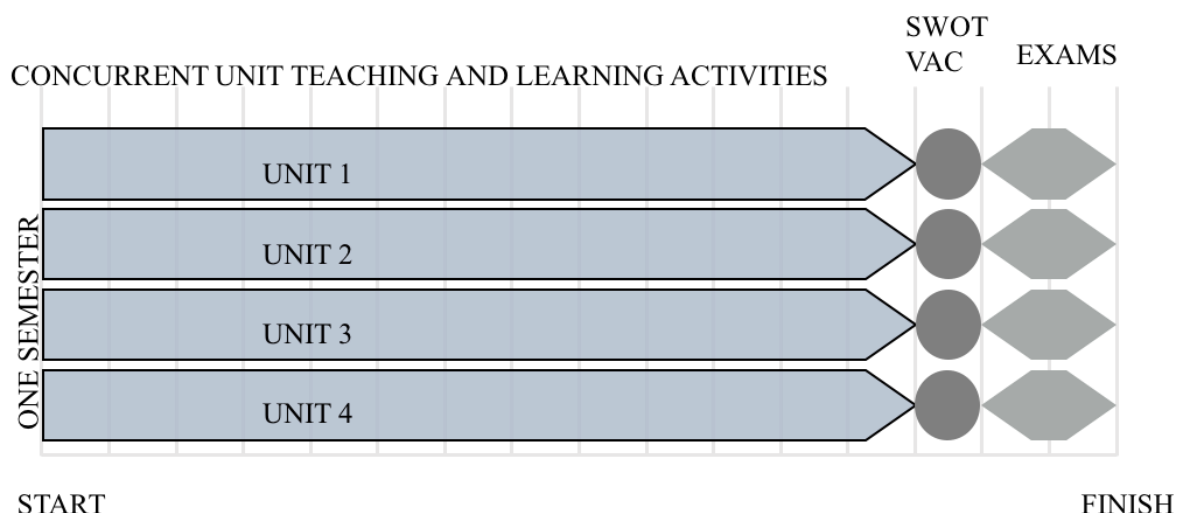 SWOT
VAC
EXAMS
CONCURRENT UNIT TEACHING AND LEARNING ACTIVITIES
UNIT 1
UNIT 2
UNIT 3
UNIT 4
ONE SEMESTER
START
FINISH